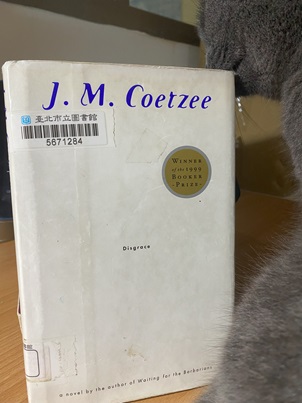 J. M. Coetzee
臺北市立圖書館
5671284
WINNER
of the 1999
BOOKER
PRIZE
Disgrace
a novel by the author of Waiting for the Barbarians